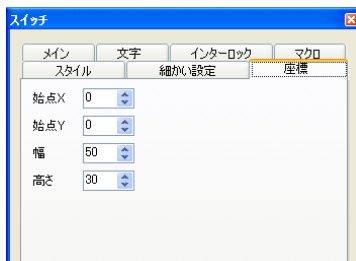 スイッチ
メイン 文字 インターロック マクロ
スタイル 細かい設定 座標
始点X 0
始点Y 0
幅 50
高さ 30